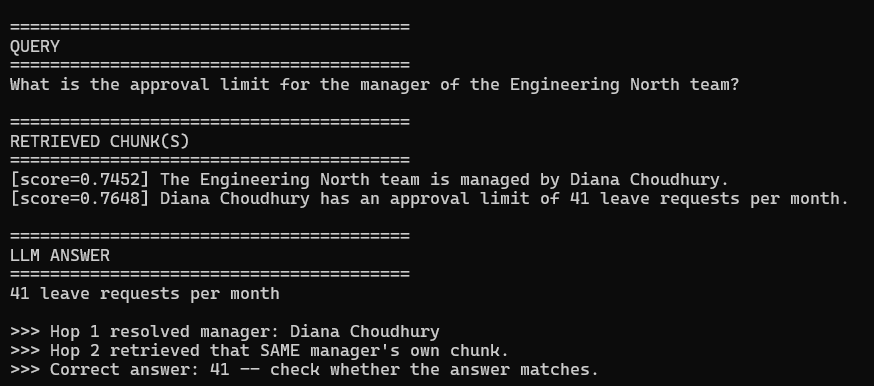 ========================================
QUERY
========================================
What is the approval limit for the manager of the Engineering North team?
========================================
RETRIEVED CHUNK(S)
========================================
[score=0.7452] The Engineering North team is managed by Diana Choudhury.
[score=0.7648] Diana Choudhury has an approval limit of 41 leave requests per month.
========================================
LLM ANSWER
========================================
41 leave requests per month
>>> Hop 1 resolved manager: Diana Choudhury
>>> Hop 2 retrieved that SAME manager's own chunk.
>>> Correct answer: 41 -- check whether the answer matches.